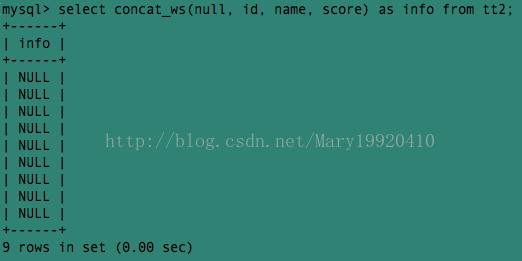 mysql> select concat_ws(null, id, name, score) as info from tt2;
+------+
| info |
+------+
| NULL |
| NULL |
| NULL |
| NULL |
| NULL |
| NULL |
| NULL |
| NULL |
| NULL |
+------+
9 rows in set (0.00 sec)
http://blog.csdn.net/Mary19920410